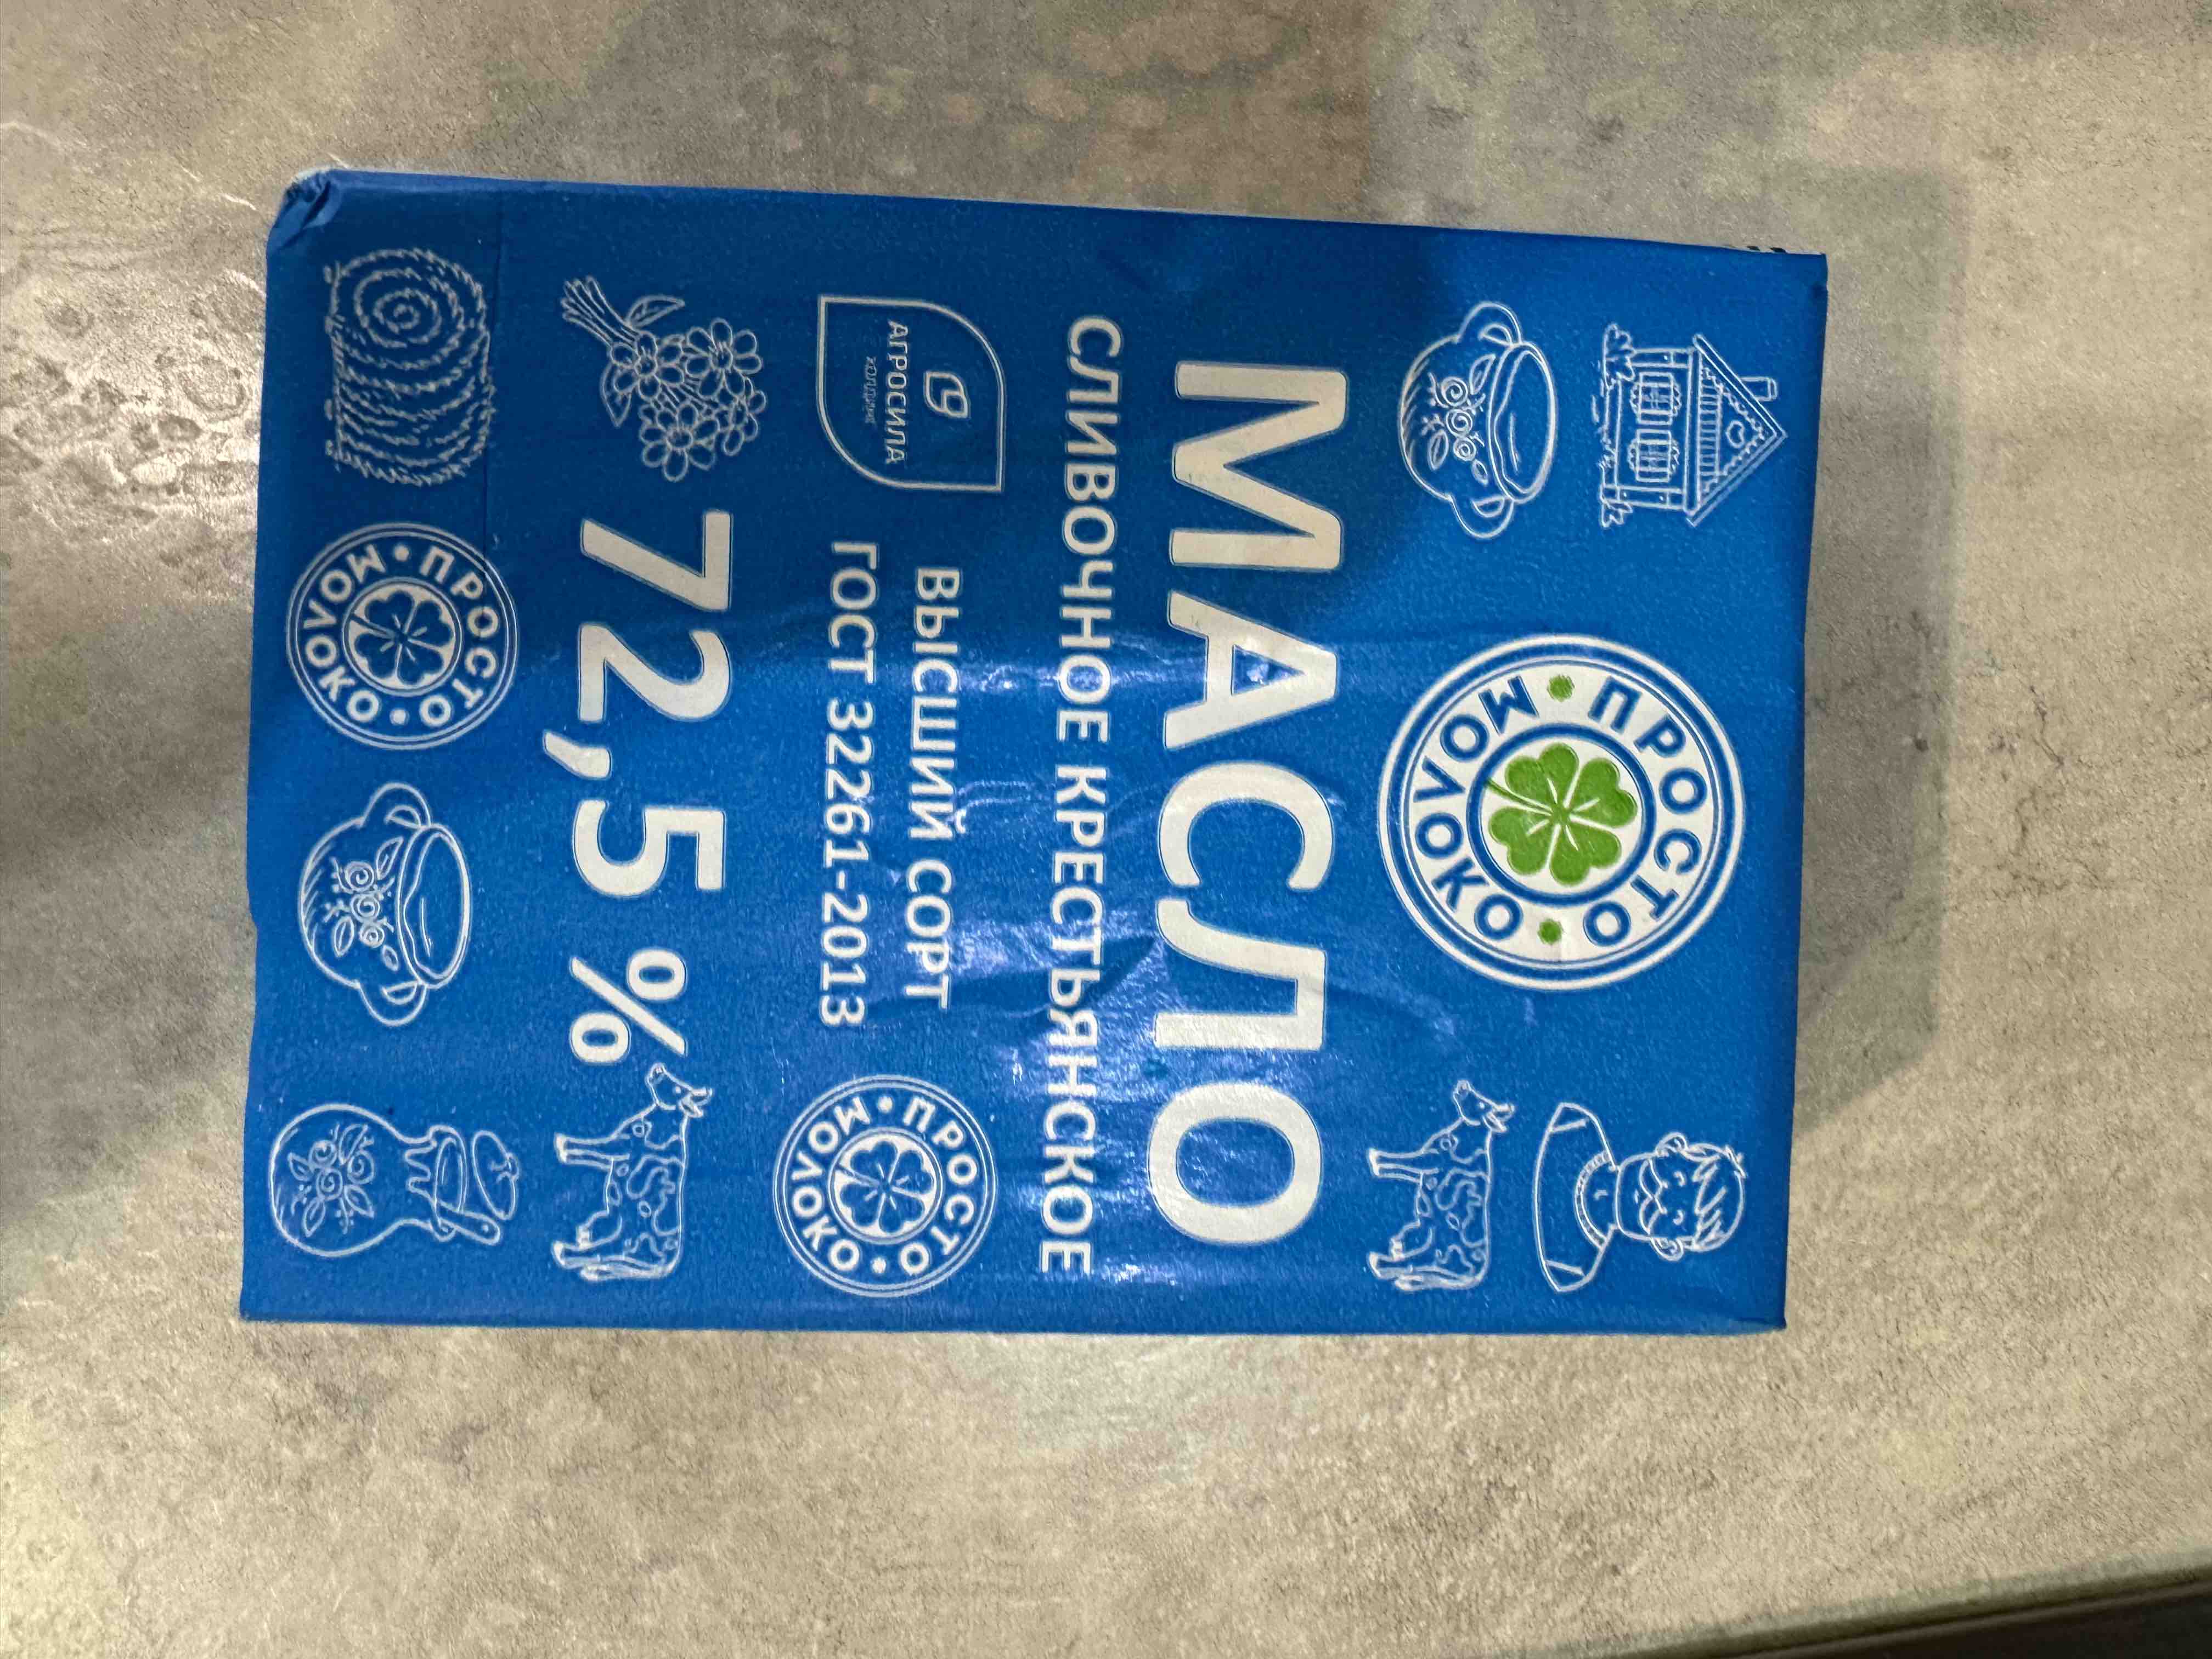 ПРОСТО
МОЛОКО
МАСЛО
СЛИВОЧНОЕ КРЕСТЬЯНСКОЕ
АГРОСИЛА
ХОЛДИНГ
ВЫСШИЙ СОРТ
ГОСТ 32261-2013
ПРОСТО
МОЛОКО
72,5 %
ПРОСТО
МОЛОКО